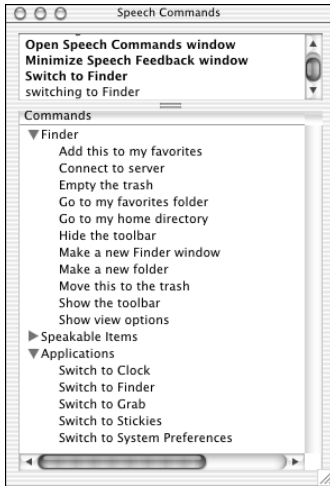 Speech Commands
Open Speech Commands window
Minimize Speech Feedback window
Switch to Finder
switching to Finder
Commands
Finder
Add this to my favorites
Connect to server
Empty the trash
Go to my favorites folder
Go to my home directory
Hide the toolbar
Make a new Finder window
Make a new folder
Move this to the trash
Show the toolbar
Show view options
Speakable Items
Applications
Switch to Clock
Switch to Finder
Switch to Grab
Switch to Stickies
Switch to System Preferences